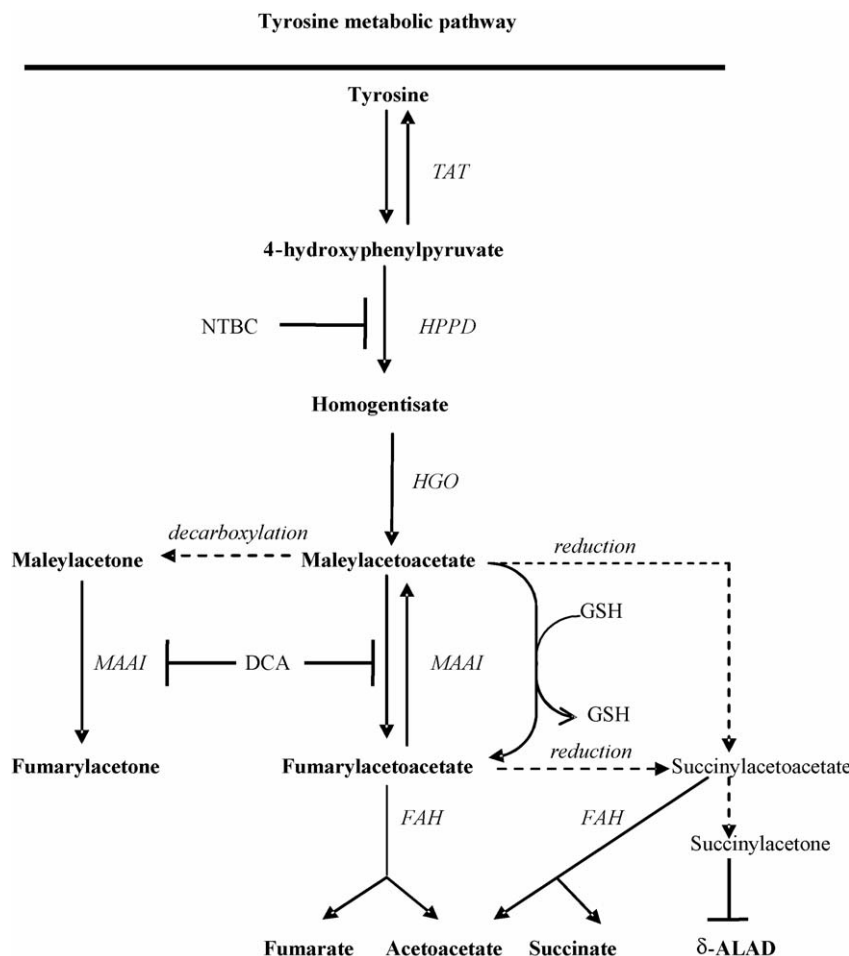 Tyrosine metabolic pathway
Tyrosine
TAT
4-hydroxyphenylpyruvate
NTBC
HPPD
Homogentisate
HGO
decarboxylation
reduction
Maleylacetone
Maleylacetoacetate
GSH
MAAI
DCA
MAAI
GSH
reduction
Fumarylacetone
Fumarylacetoacetate
Succinylacetoacetate
FAH
FAH
Succinylacetone
Fumarate
Acetoacetate
Succinate
δ-ALAD